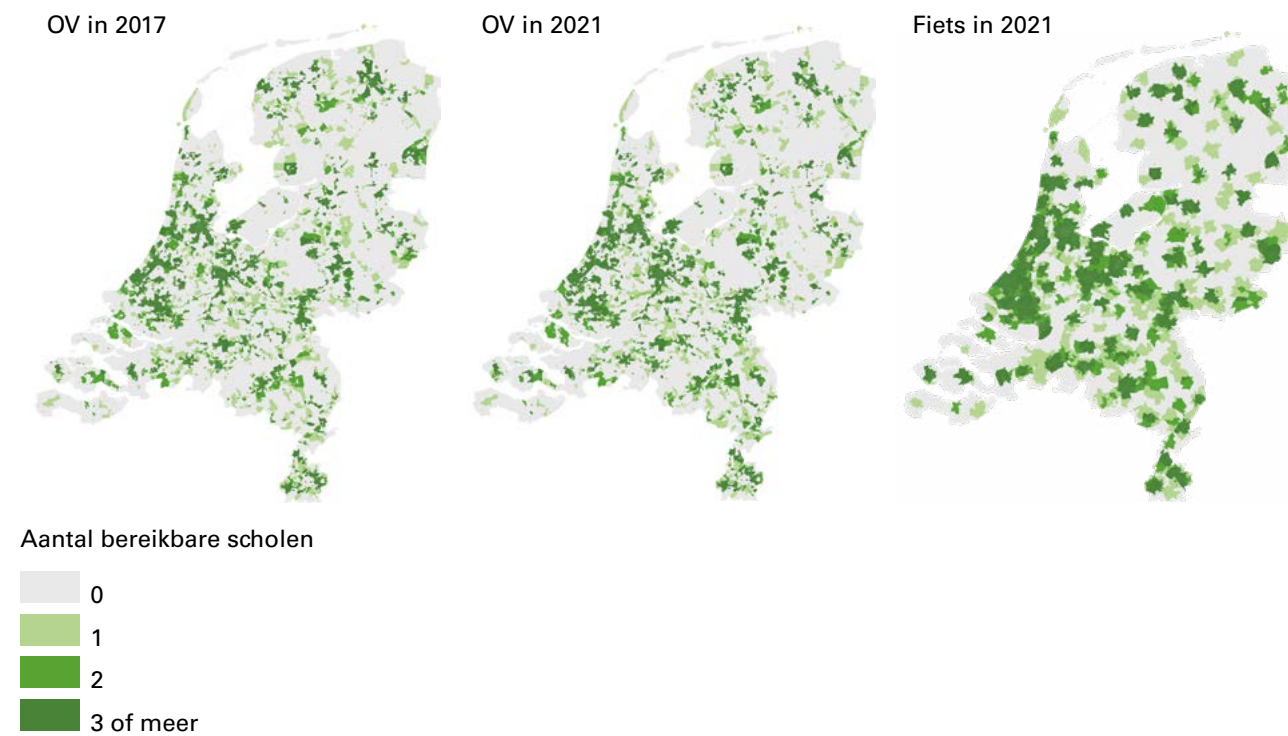 OV in 2017
OV in 2021
Fiets in 2021
Aantal bereikbare scholen
0
1
2
3 of meer